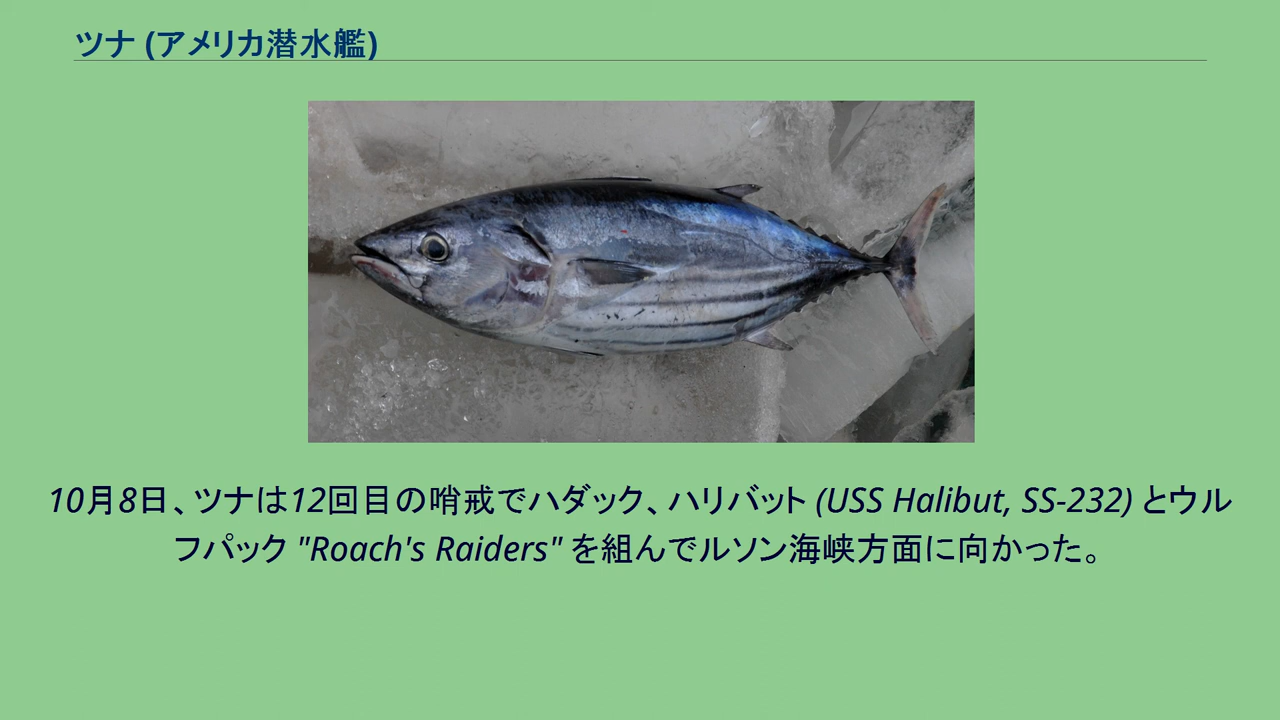 ツナ (アメリカ潜水艦)
10月8日、ツナは12回目の哨戒でハダック、ハリバット (USS Halibut, SS-232) とウル
フパック "Roach's Raiders" を組んでルソン海峡方面に向かった。